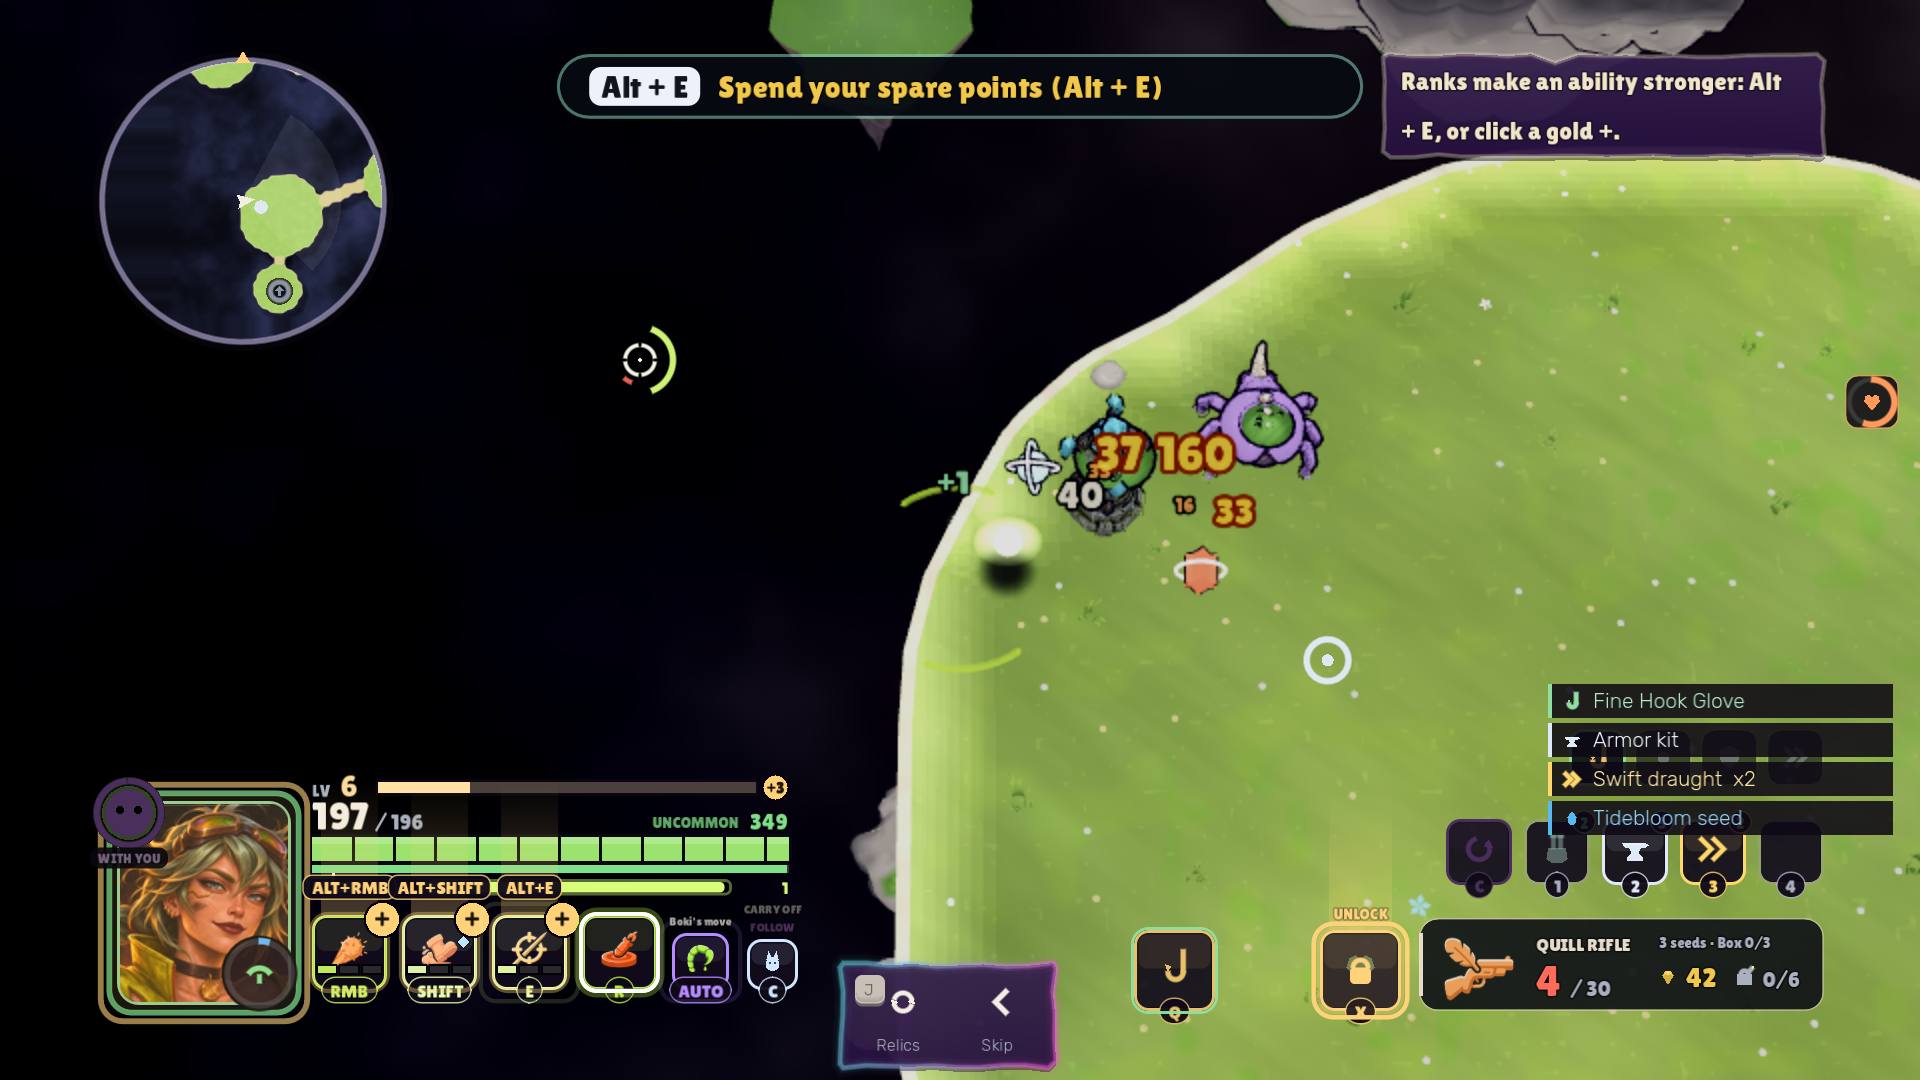 Alt + E Spend your spare points (Alt + E)
Ranks make an ability stronger: Alt
+ E, or click a gold +.
+1
37 160
40
16 33
Fine Hook Glove
Armor kit
Swift draught x2
Tidebloom seed
LV 6
+3
197 / 196
UNCOMMON 349
WITH YOU
ALT+RMB ALT+SHIFT ALT+E
1
CARRY OFF
FOLLOW
Boki's move
RMB SHIFT E R AUTO C
J
Relics Skip
Q
UNLOCK
X
C 1 2 3 4
QUILL RIFLE
3 seeds · Box 0/3
4 / 30
42 0/6